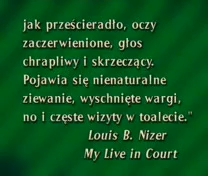 jak prześcieradło, oczy
zaczerwienione, głos
chrapliwy i skrzeczący.
Pojawia się nienaturalne
ziewanie, wyschnięte wargi,
no i częste wizyty w toalecie."
Louis B. Nizer
My Live in Court